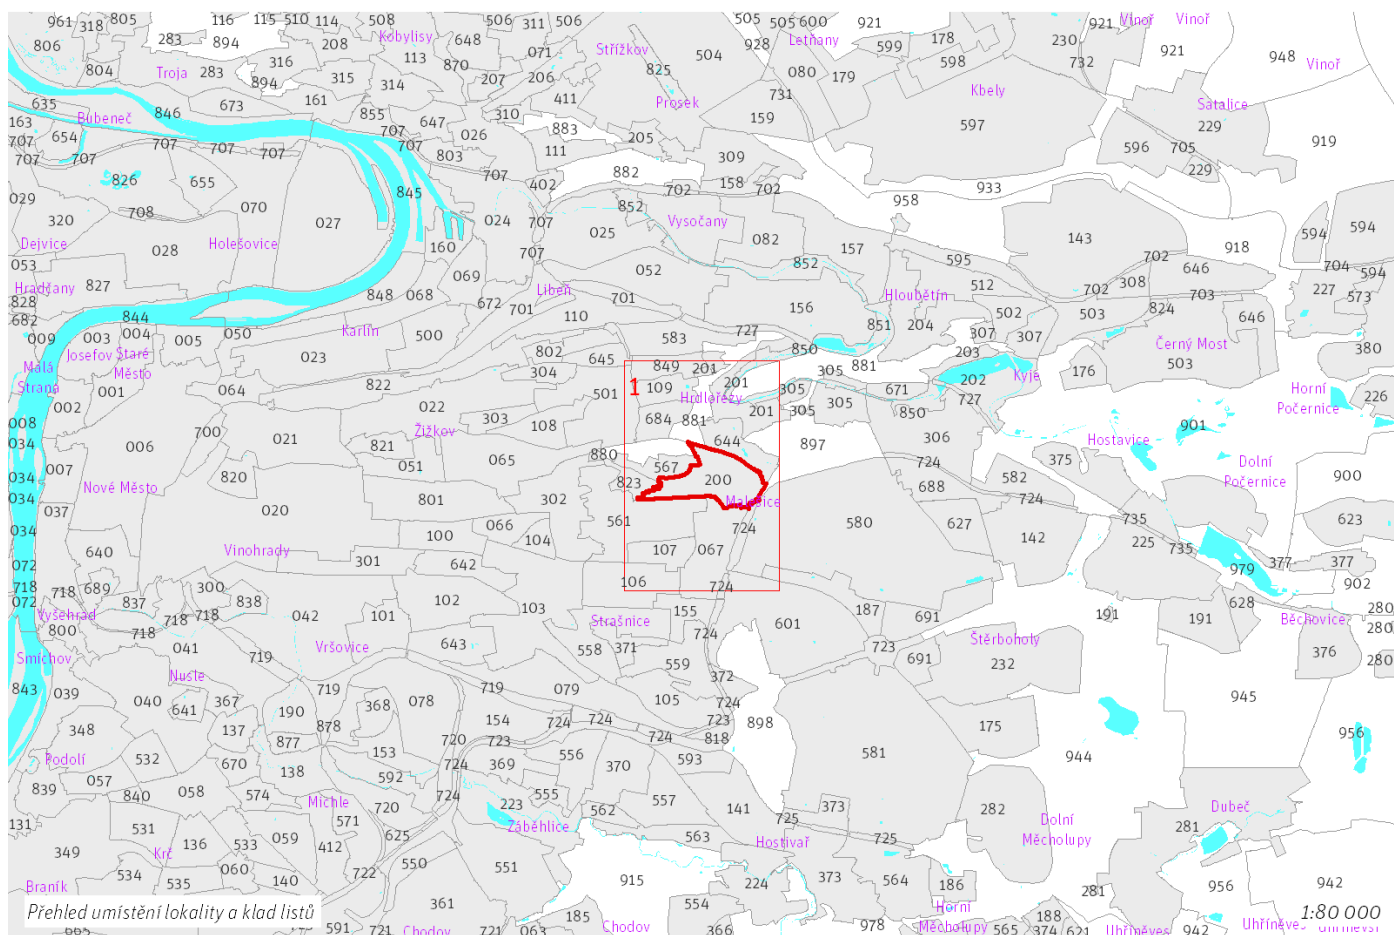 961 318 805 116 115 510 114 508 506 311 506 505 505 600 921 921 Vinoř Vinoř
806 283 894 208 Kobylisy 648 071 Střížkov 504 928 Letňany 599 178 230 921
804 Troja 283 316 894 315 113 870 207 206 825 080 179 598 732 948 Vinoř
635 846 673 161 314 411 Prosek 731 Kbely Satalice
163 Bubeneč 855 647 310 883 159 597 229
707 654 707 707 707 707 707 026 205 596 705 919
707 707 803 111 309 229
826 655 707 402 882 702 158 702 933
029 708 070 845 852 958
320 027 024 707 Vysočany 594 594
Dejvice 028 Holešovice 160 025 082 157 143 918
053 707 052 852 595 702 646 704 594
Hradčany 827 848 068 069 672 Libeň 701 512 702 308 703 227 573
828 844 701 110 156 Hloubětín 502 503 824 646
682 009 003 004 005 050 Karlín 500 583 727 851 204 307 307 Černý Most 380
Malá Josefov Staré 023 802 645 849 850 203 503
Strana Město 304 201 305 881 202 Kyje 176 Horní 226
001 064 822 501 1 109 201 305 671 Počernice
002 022 303 Hrdlořezy 201 305 305 850 727
008 700 Žižkov 108 684 881 306 901
034 006 021 821 880 644 897 Hostavice
007 051 065 567 724 375 Dolní
034 820 823 200 688 582 Počernice 900
034 Nové Město 801 302 Malešice 724
037 020 561 724 580 627 735 623
034 100 066 104 107 067 142 225 735
640 Vinohrady 301 642 377 377
072 106 724 979 902
718 718 689 300 102
072 837 838 103 155 187 691 191 628 280
Vyšehrad 718 718 042 101 Strašnice 601 191 Běchovice
800 718 724 280
041 Vršovice 643 558 371 723 Štěrboholy 376
Smíchov 719 559 691 232 280
843 Nusle 719 719 079 372
039 040 367 078 105 724 945
641 190 368 154 724 724 723 898 175
348 137 878 720 723 724 818 956
Podolí 532 877 153 556 593 581 944
670 138 592 724 369 370
839 057 058 574 Michle 724 223 555 557 141 373 282 Dubeč
840 720 562 725 Dolní
131 531 571 Záběhlice 725 Měcholupy 281
136 533 059 412 625 563 Hostivař
349 Krč 550 551
534 060 722 224 373 564
Braník 535 140 915 186 281 956 942
361 554 Horní
Přehled umístění lokality a klad listů 185 188 1:80 000
665 591 Chodov 721 063 Chodov 366 978 Měcholupy 565 374 621 Uhříněves 942 Uhříněves Uhříněves